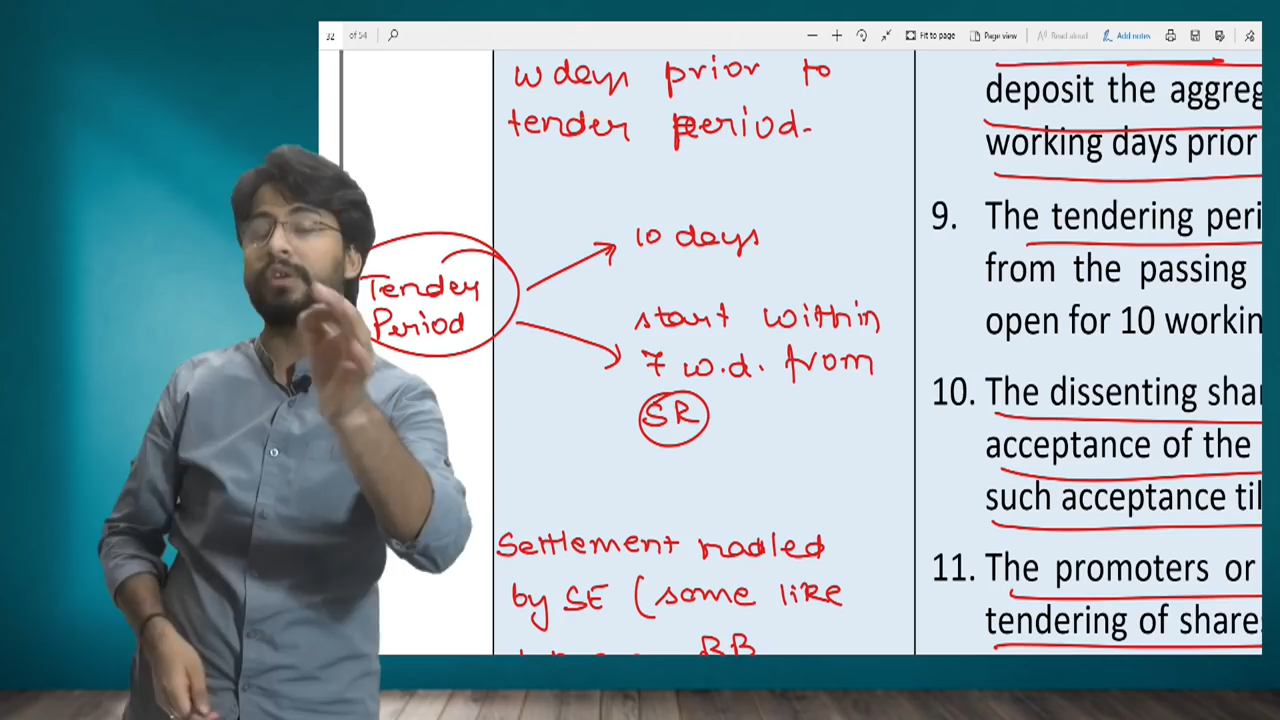 32 of 54 Fit to page Page view Read aloud Add notes
w days prior to
tender period.
Tender
Period
10 days
start within
7 w.d. from
SR
Settlement
by SE (some like
BB
deposit the aggreg
working days prior
9. The tendering peri
from the passing
open for 10 workin
10. The dissenting shar
acceptance of the
such acceptance til
11. The promoters or
tendering of share